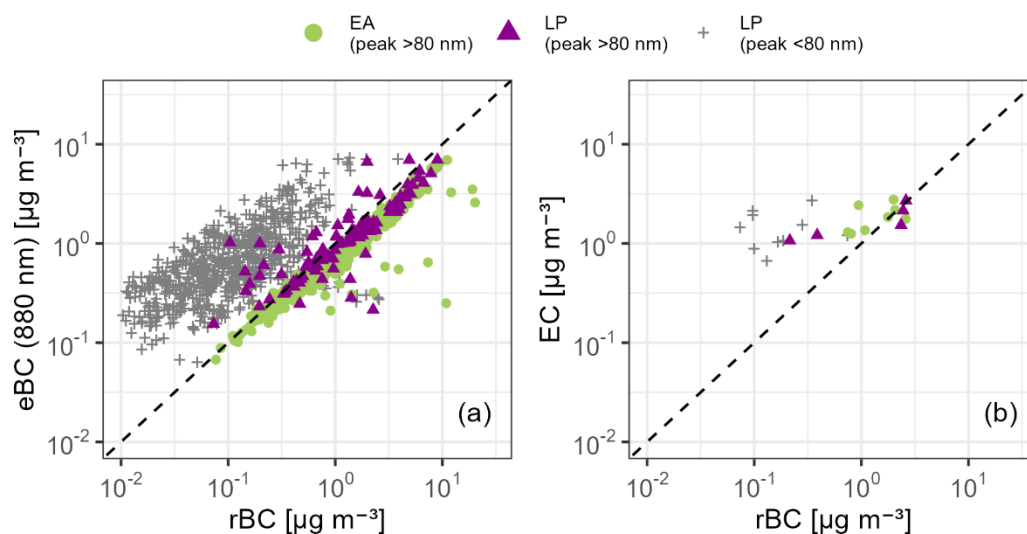 EA
(peak >80 nm)
LP
(peak >80 nm)
LP
(peak <80 nm)
eBC (880 nm) [µg m⁻³]
10¹
10⁰
10⁻¹
10⁻²
(a)
10⁻² 10⁻¹ 10⁰ 10¹
rBC [µg m⁻³]
EC [µg m⁻³]
10¹
10⁰
10⁻¹
10⁻²
(b)
10⁻² 10⁻¹ 10⁰ 10¹
rBC [µg m⁻³]